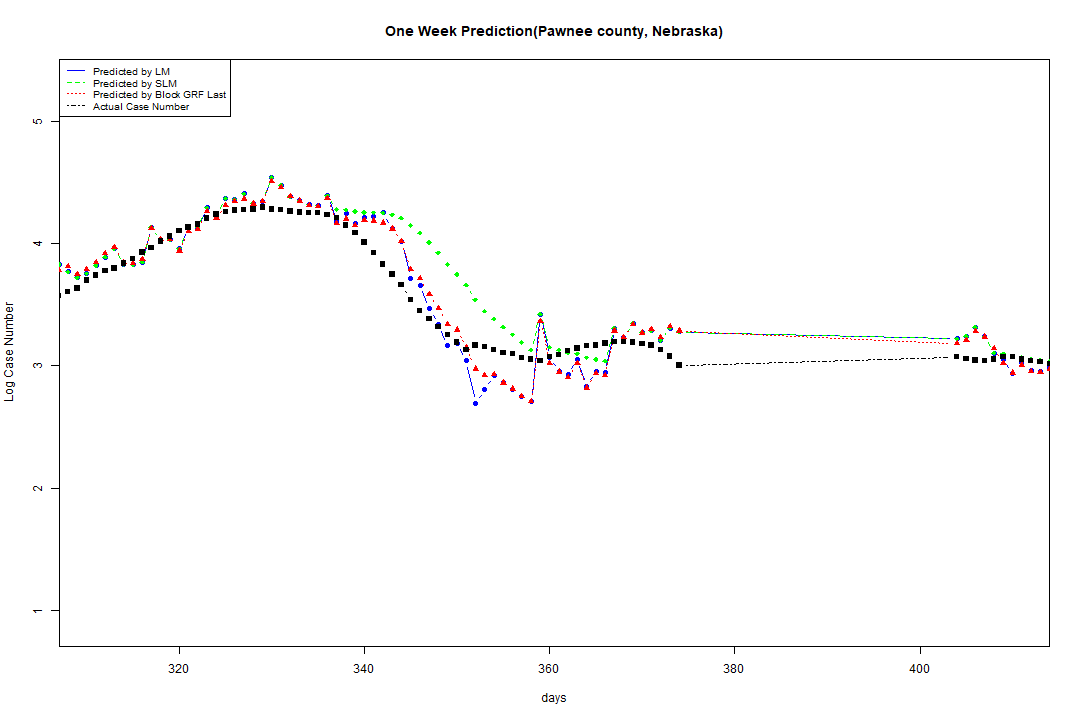 One Week Prediction(Pawnee county, Nebraska)
Predicted by LM
Predicted by SLM
Predicted by Block GRF Last
Actual Case Number
5
4
3
2
1
Log Case Number
320 340 360 380 400
days